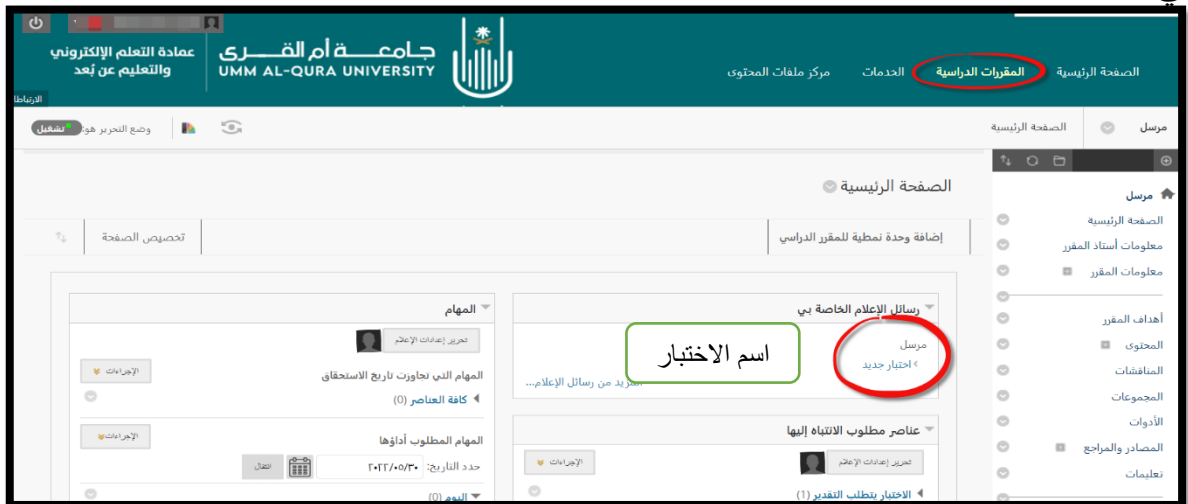 الصفحة الرئيسية
المقررات الدراسية
الخدمات
مركز ملفات المحتوى
جامعة أم القرى
UMM AL-QURA UNIVERSITY
عمادة التعلم الإلكتروني
والتعليم عن بُعد
مرسل
الصفحة الرئيسية
وضع التحرير هو:
تشغيل
مرسل
الصفحة الرئيسية
معلومات أستاذ المقرر
معلومات المقرر
أهداف المقرر
المحتوى
المناقشات
المجموعات
الأدوات
المصادر والمراجع
تعليمات
الصفحة الرئيسية
إضافة وحدة نمطية للمقرر الدراسي
تخصيص الصفحة
رسائل الإعلام الخاصة بي
مرسل
اختبار جديد
اسم الاختبار
المزيد من رسائل الإعلام...
عناصر مطلوب الانتباه إليها
تحرير إعدادات الإعلام
الإجراءات
الاختبار يتطلب التقدير (1)
المهام
تحرير إعدادات الإعلام
المهام التي تجاوزت تاريخ الاستحقاق
الإجراءات
كافة العناصر (0)
المهام المطلوب أداؤها
الإجراءات
حدد التاريخ: ٢٠٢٢/٠٥/٣٠
انتقال
اليوم (0)